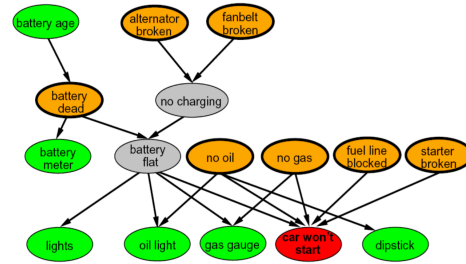 battery age
alternator
broken
fanbelt
broken
battery
dead
no charging
battery
meter
battery
flat
no oil
no gas
fuel line
blocked
starter
broken
lights
oil light
gas gauge
car won't
start
dipstick